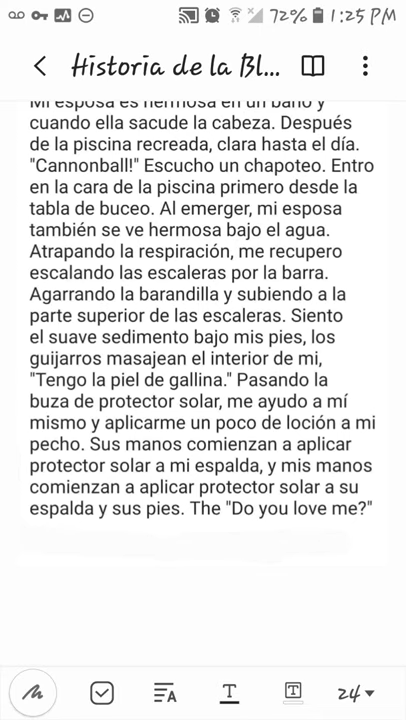 72% 1:25 PM
Historia de la Bl...
Mi esposa es hermosa en un baño y
cuando ella sacude la cabeza. Después
de la piscina recreada, clara hasta el día.
"Cannonball!" Escucho un chapoteo. Entro
en la cara de la piscina primero desde la
tabla de buceo. Al emerger, mi esposa
también se ve hermosa bajo el agua.
Atrapando la respiración, me recupero
escalando las escaleras por la barra.
Agarrando la barandilla y subiendo a la
parte superior de las escaleras. Siento
el suave sedimento bajo mis pies, los
guijarros masajean el interior de mi,
"Tengo la piel de gallina." Pasando la
buza de protector solar, me ayudo a mí
mismo y aplicarme un poco de loción a mi
pecho. Sus manos comienzan a aplicar
protector solar a mi espalda, y mis manos
comienzan a aplicar protector solar a su
espalda y sus pies. The "Do you love me?"
A T T 24